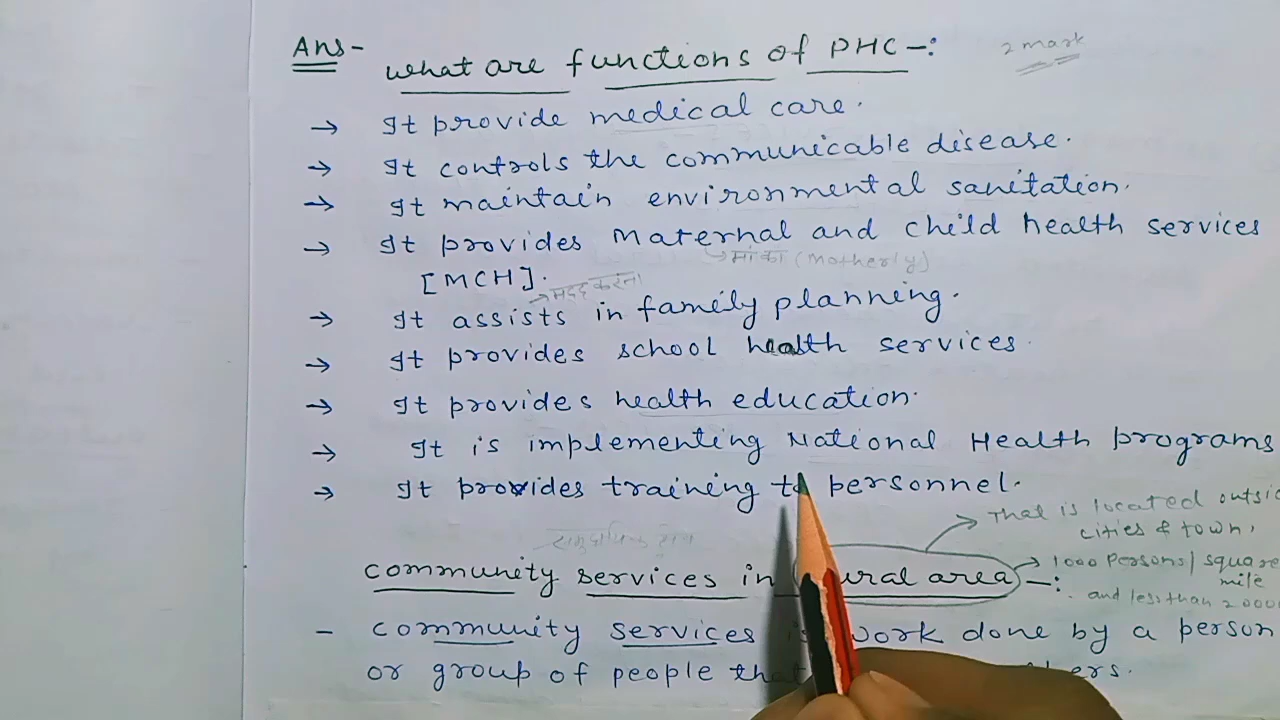 Ans-
what are functions of PHC-: 2 mark
→ It provide medical care.
→ It controls the communicable disease.
→ It maintain environmental sanitation.
→ It provides Maternal and child health services
[MCH]. → मां का (Motherly)
→ मदद करना
→ It assists in family planning.
→ It provides school health services.
→ It provides health education.
→ It is implementing National Health programs
→ It provides training to personnel.
→ That is located outsi
cities & town,
community services in rural area -:
→ 1000 persons/square
mile
and less than
- community services is work done by a person
or group of people